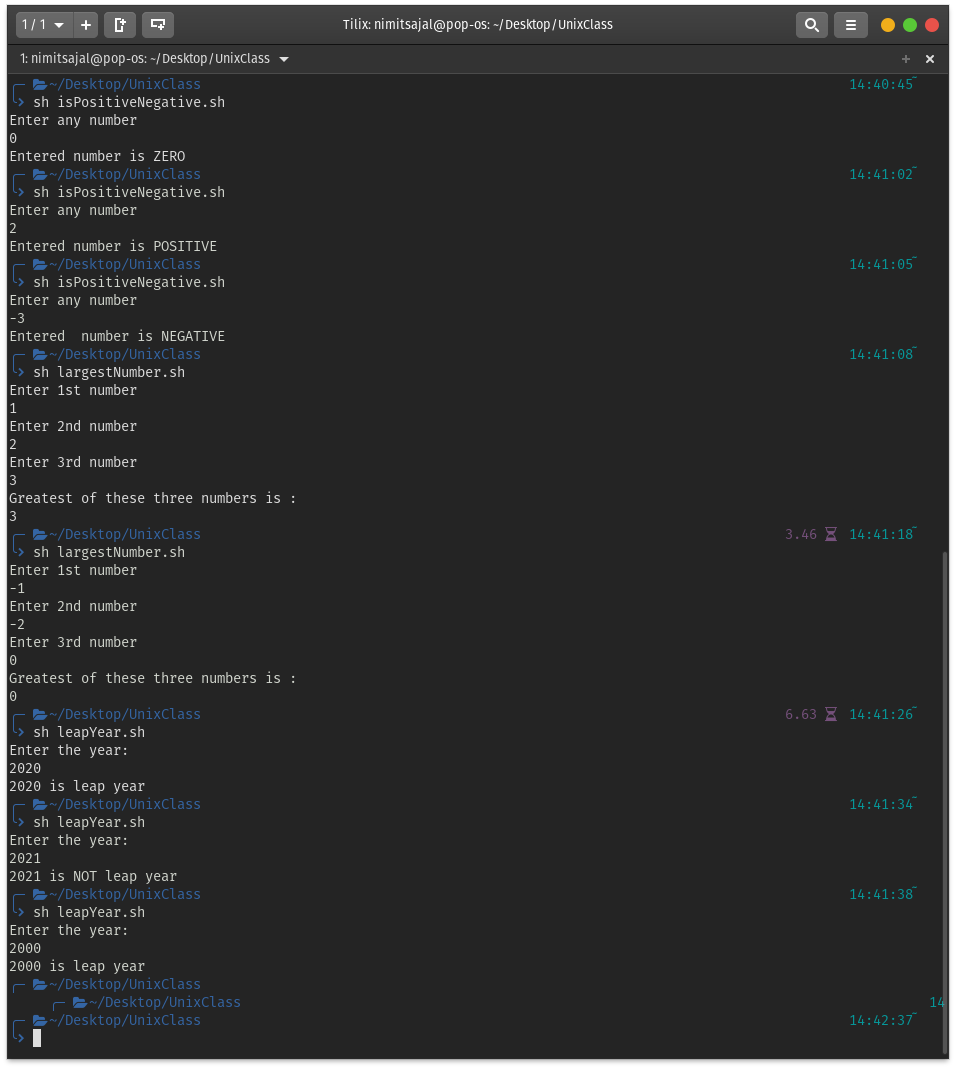 1 / 1
Tilix: nimitsajal@pop-os: ~/Desktop/UnixClass
1: nimitsajal@pop-os: ~/Desktop/UnixClass
~/Desktop/UnixClass 14:40:45
sh isPositiveNegative.sh
Enter any number
0
Entered number is ZERO
~/Desktop/UnixClass 14:41:02
sh isPositiveNegative.sh
Enter any number
2
Entered number is POSITIVE
~/Desktop/UnixClass 14:41:05
sh isPositiveNegative.sh
Enter any number
-3
Entered  number is NEGATIVE
~/Desktop/UnixClass 14:41:08
sh largestNumber.sh
Enter 1st number
1
Enter 2nd number
2
Enter 3rd number
3
Greatest of these three numbers is :
3
~/Desktop/UnixClass 3.46 14:41:18
sh largestNumber.sh
Enter 1st number
-1
Enter 2nd number
-2
Enter 3rd number
0
Greatest of these three numbers is :
0
~/Desktop/UnixClass 6.63 14:41:26
sh leapYear.sh
Enter the year:
2020
2020 is leap year
~/Desktop/UnixClass 14:41:34
sh leapYear.sh
Enter the year:
2021
2021 is NOT leap year
~/Desktop/UnixClass 14:41:38
sh leapYear.sh
Enter the year:
2000
2000 is leap year
~/Desktop/UnixClass
~/Desktop/UnixClass 14
~/Desktop/UnixClass 14:42:37